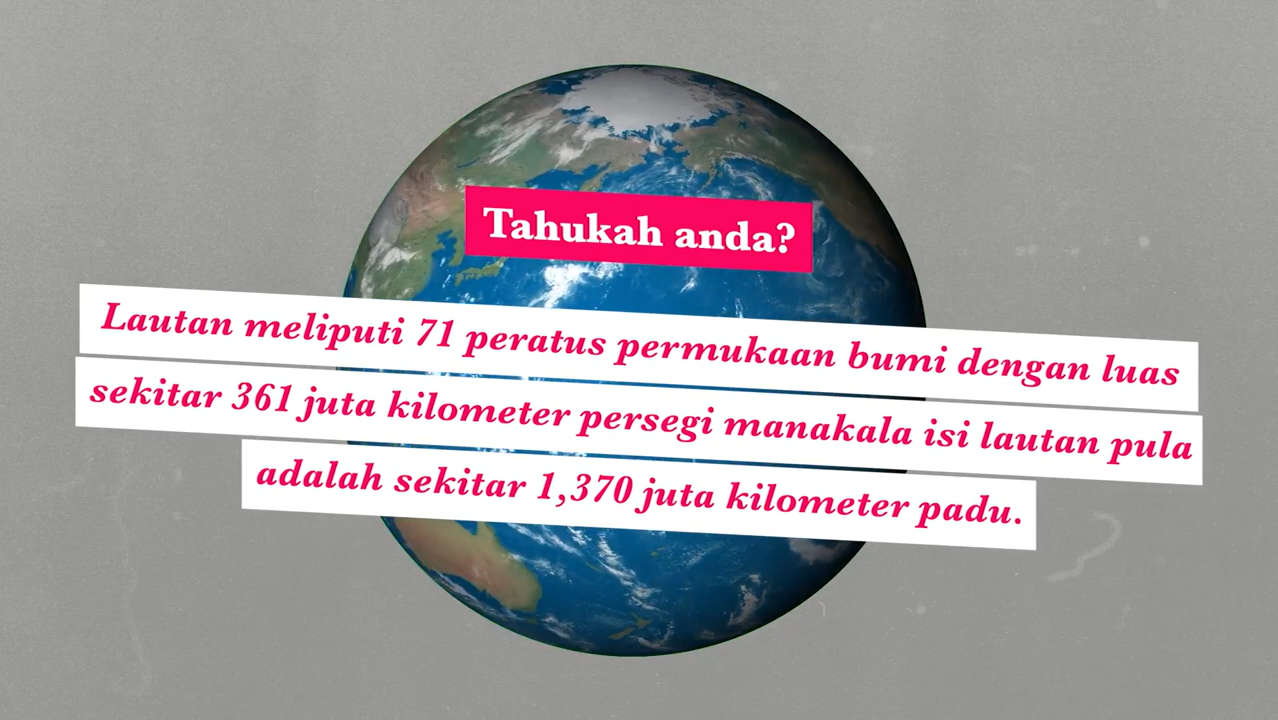 Tahukah anda?
Lautan meliputi 71 peratus permukaan bumi dengan luas
sekitar 361 juta kilometer persegi manakala isi lautan pula
adalah sekitar 1,370 juta kilometer padu.